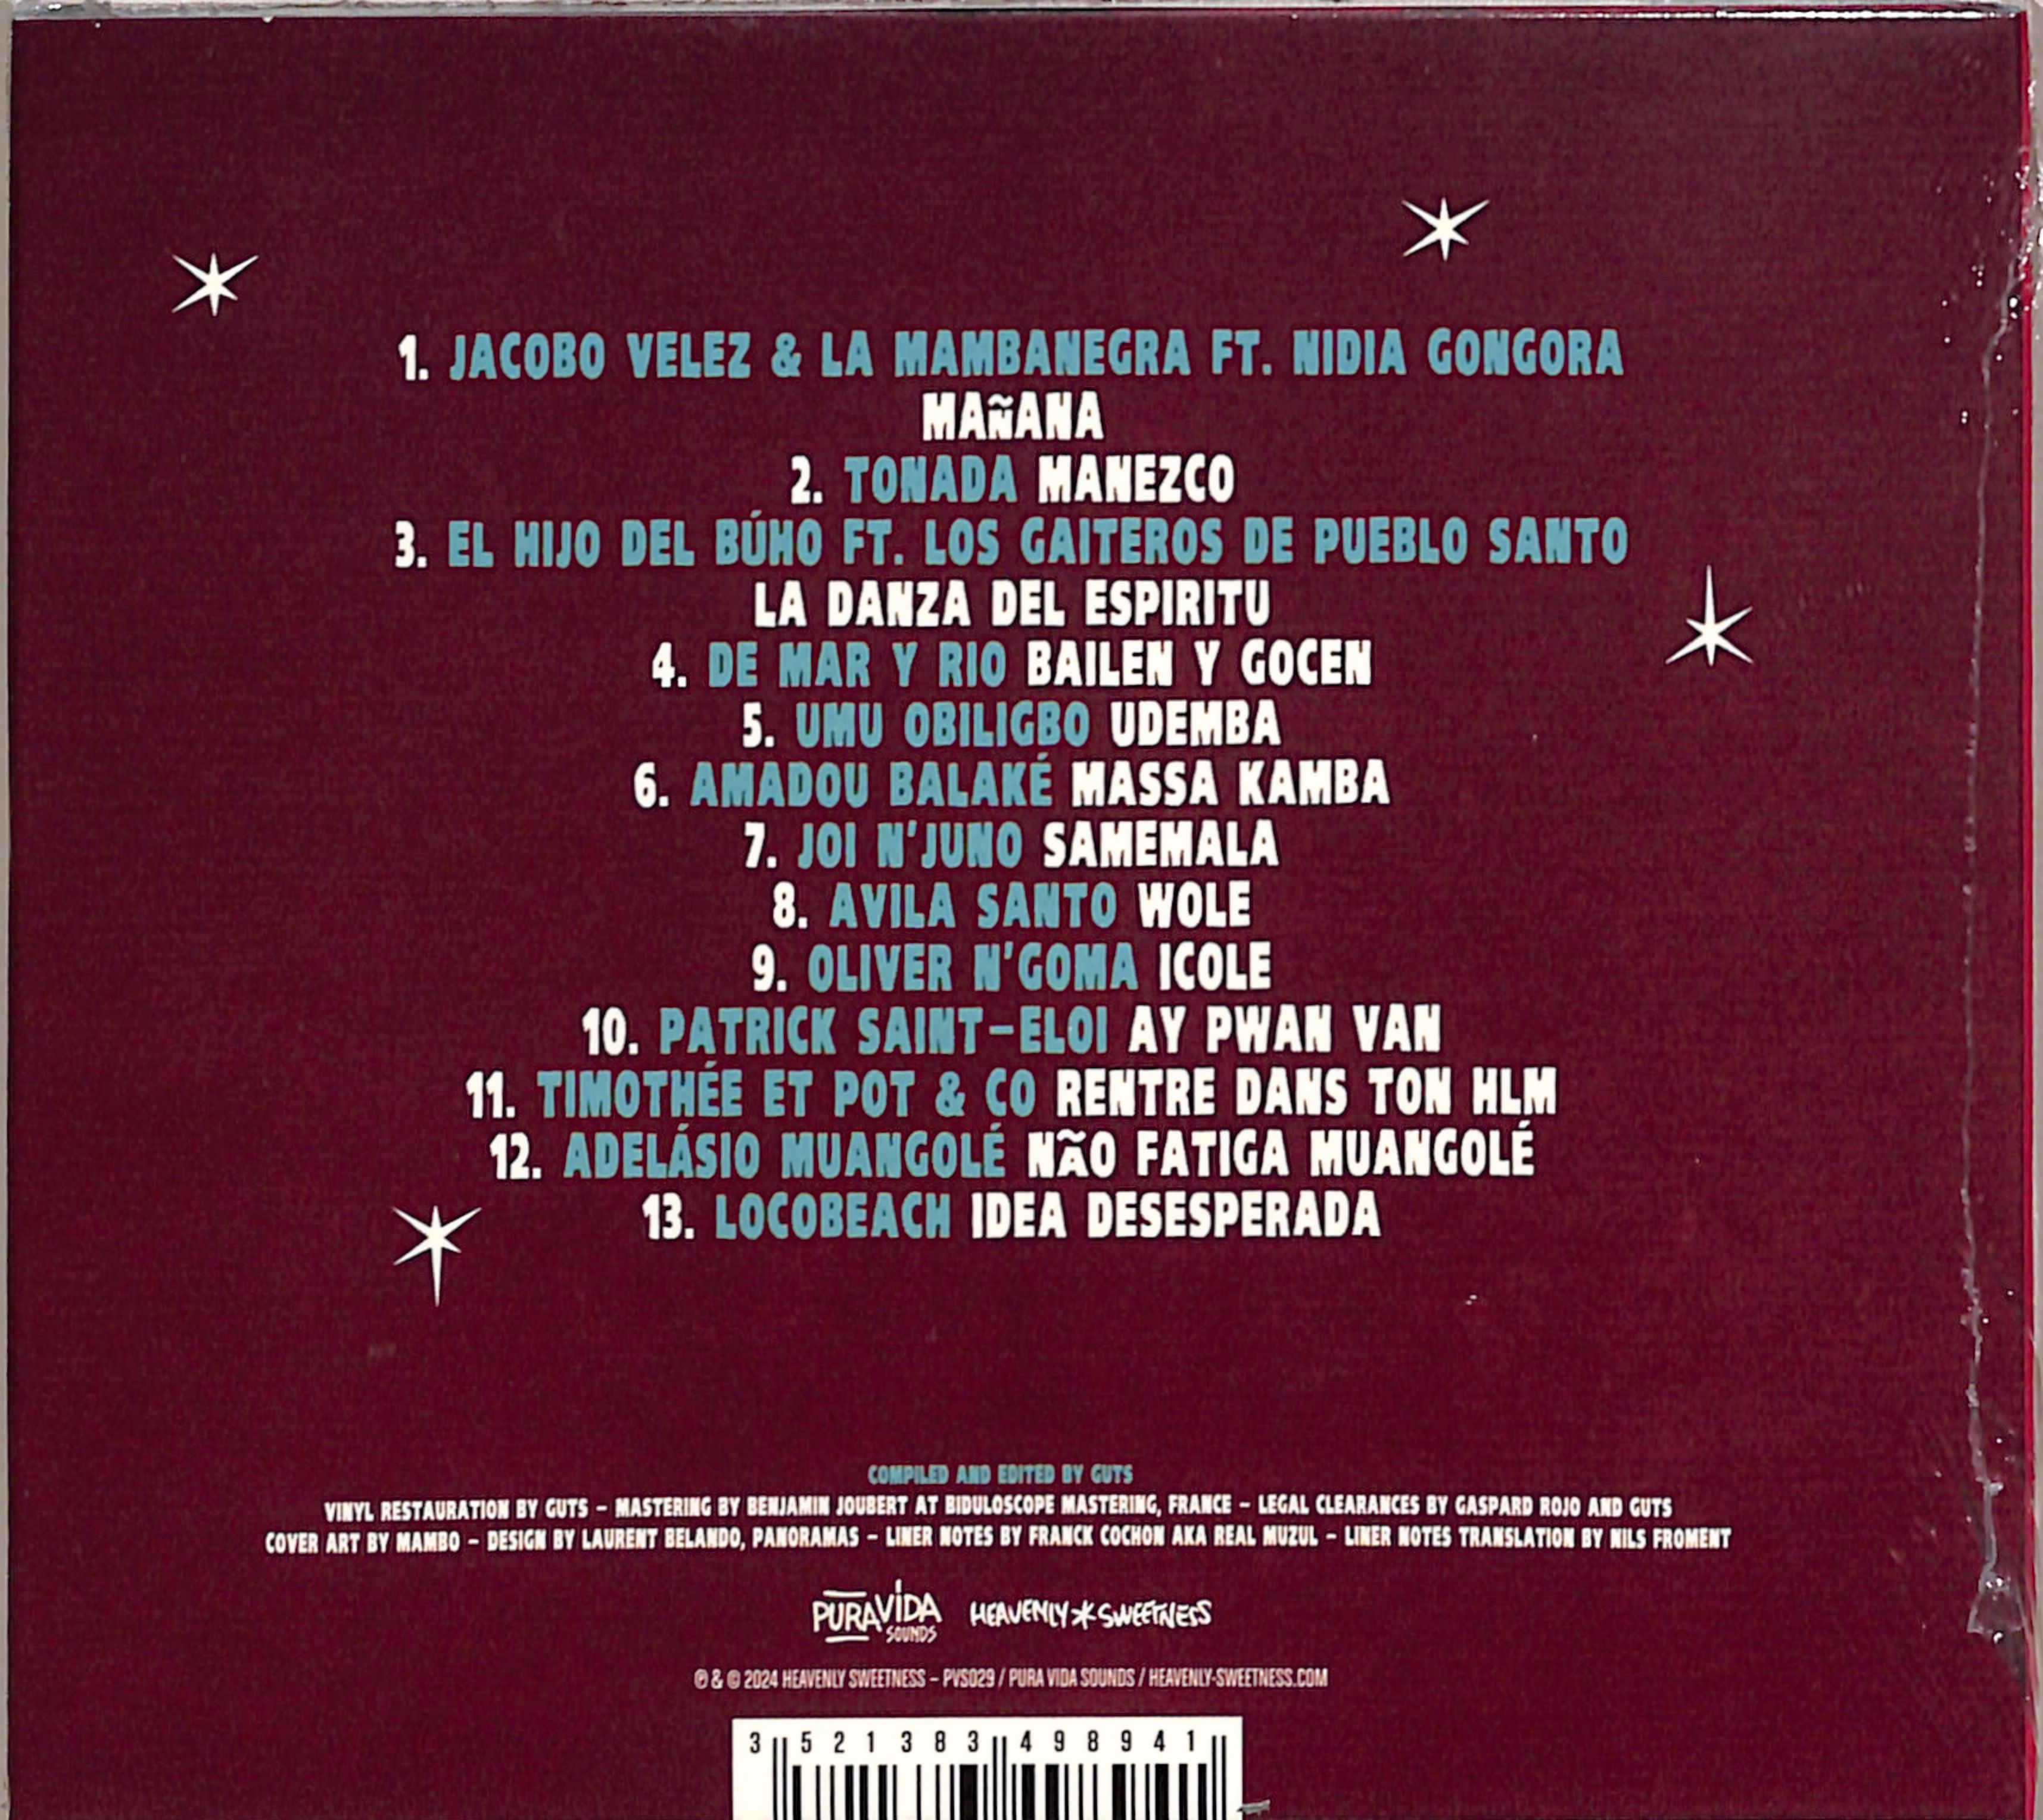 1. JACOBO VELEZ & LA MAMBANEGRA FT. NIDIA GONGORA
MAÑANA
2. TONADA MANEZCO
3. EL HIJO DEL BÚHO FT. LOS GAITEROS DE PUEBLO SANTO
LA DANZA DEL ESPIRITU
4. DE MAR Y RIO BAILEN Y GOCEN
5. UMU OBILIGBO UDEMBA
6. AMADOU BALAKÉ MASSA KAMBA
7. JOI N'JUNO SAMEMALA
8. AVILA SANTO WOLE
9. OLIVER N'GOMA ICOLE
10. PATRICK SAINT-ELOI AY PWAN VAN
11. TIMOTHÉE ET POT & CO RENTRE DANS TON HLM
12. ADELÁSIO MUANGOLÉ NÃO FATIGA MUANGOLÉ
13. LOCOBEACH IDEA DESESPERADA
COMPILED AND EDITED BY GUTS
VINYL RESTAURATION BY GUTS – MASTERING BY BENJAMIN JOUBERT AT BIDULOSCOPE MASTERING, FRANCE – LEGAL CLEARANCES BY GASPARD ROJO AND GUTS
COVER ART BY MAMBO – DESIGN BY LAURENT BELANDO, PANORAMAS – LINER NOTES BY FRANCK COCHON AKA REAL MUZUL – LINER NOTES TRANSLATION BY NILS FROMENT
PURA VIDA SOUNDS HEAVENLY*SWEETNESS
℗ & © 2024 HEAVENLY SWEETNESS – PVS029 / PURA VIDA SOUNDS / HEAVENLY-SWEETNESS.COM
3 521383 498941